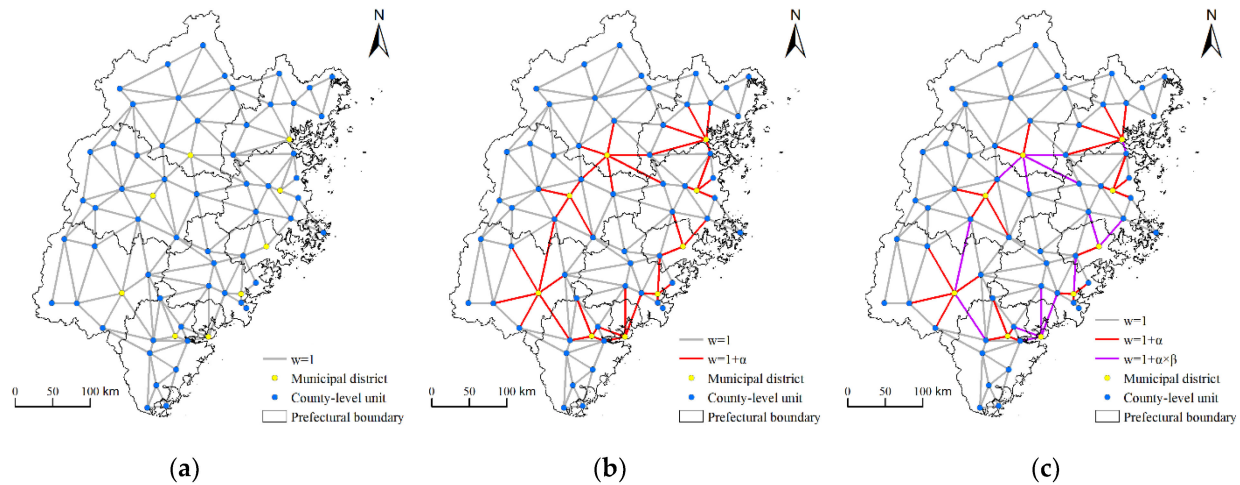 N
w=1
Municipal district
County-level unit
Prefectural boundary
0 50 100 km
(a)
N
w=1
w=1+α
Municipal district
County-level unit
Prefectural boundary
0 50 100 km
(b)
N
w=1
w=1+α
w=1+α×β
Municipal district
County-level unit
Prefectural boundary
0 50 100 km
(c)